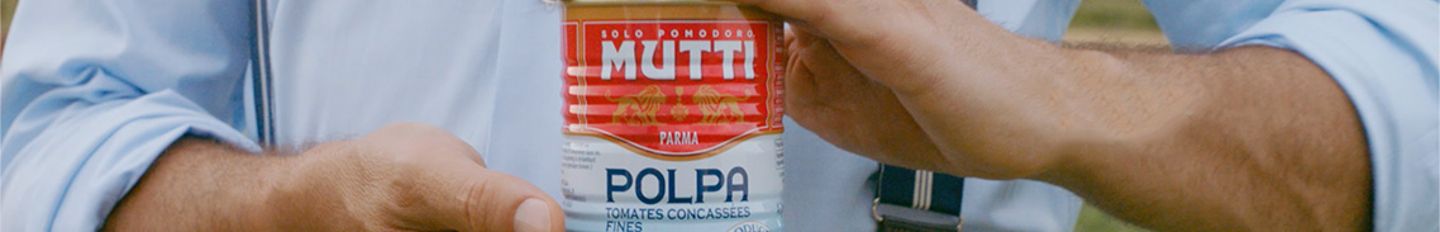 SOLO POMODORO.
MUTTI
PARMA
POLPA
TOMATES CONCASSÉES
FINES